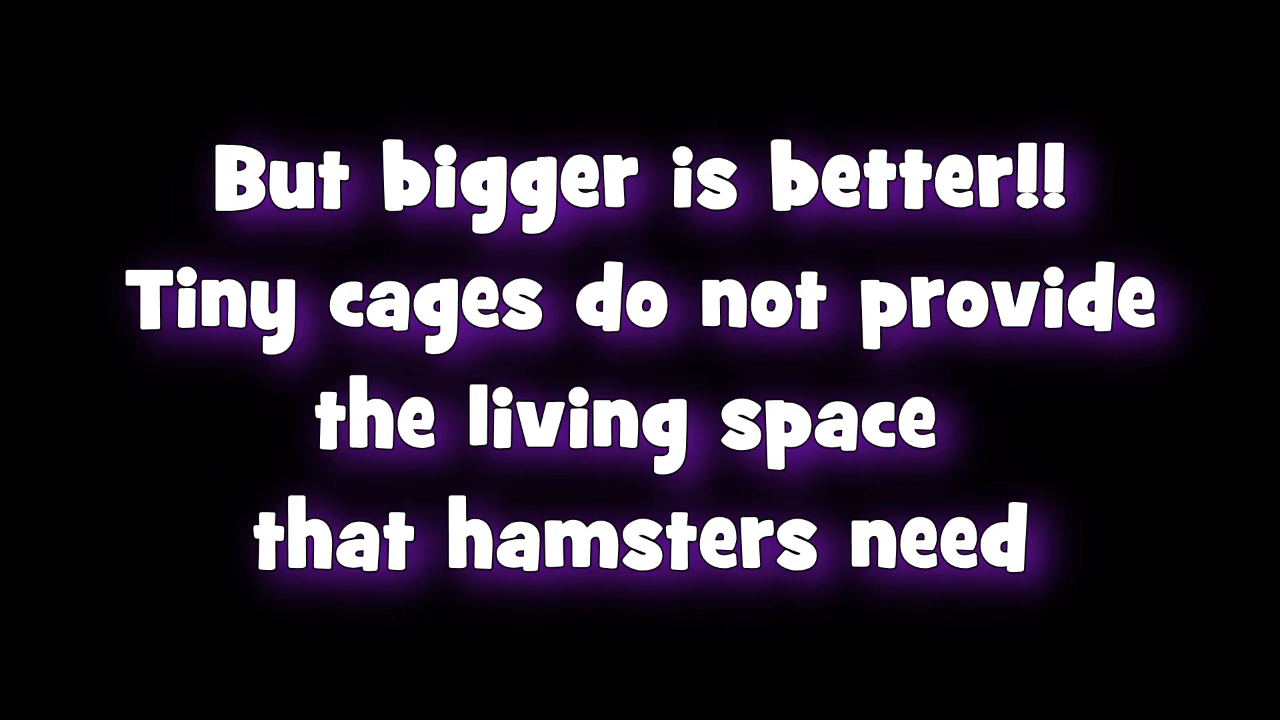 But bigger is better!!
Tiny cages do not provide
the living space
that hamsters need